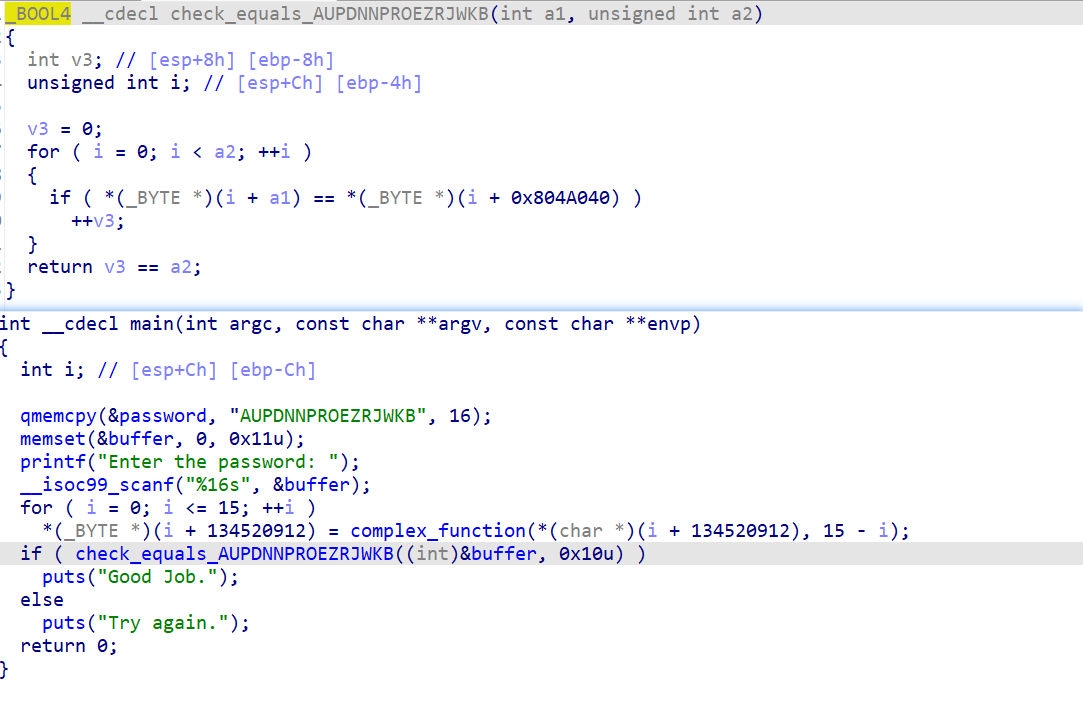 _BOOL4 __cdecl check_equals_AUPDNNPROEZRJWKB(int a1, unsigned int a2)
{
  int v3; // [esp+8h] [ebp-8h]
  unsigned int i; // [esp+Ch] [ebp-4h]

  v3 = 0;
  for ( i = 0; i < a2; ++i )
  {
    if ( *(_BYTE *)(i + a1) == *(_BYTE *)(i + 0x804A040) )
      ++v3;
  }
  return v3 == a2;
}
int __cdecl main(int argc, const char **argv, const char **envp)
{
  int i; // [esp+Ch] [ebp-Ch]

  qmemcpy(&password, "AUPDNNPROEZRJWKB", 16);
  memset(&buffer, 0, 0x11u);
  printf("Enter the password: ");
  __isoc99_scanf("%16s", &buffer);
  for ( i = 0; i <= 15; ++i )
    *(_BYTE *)(i + 134520912) = complex_function(*(char *)(i + 134520912), 15 - i);
  if ( check_equals_AUPDNNPROEZRJWKB((int)&buffer, 0x10u) )
    puts("Good Job.");
  else
    puts("Try again.");
  return 0;
}